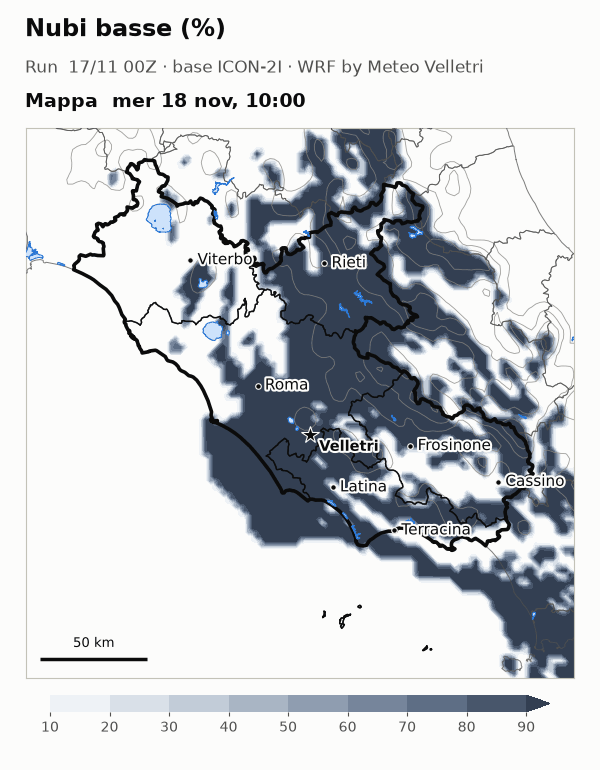 Nubi basse (%)
Run  17/11 00Z · base ICON-2I · WRF by Meteo Velletri
Mappa  mer 18 nov, 10:00
Viterbo
Rieti
Roma
Velletri
Frosinone
Cassino
Latina
Terracina
50 km
10 20 30 40 50 60 70 80 90